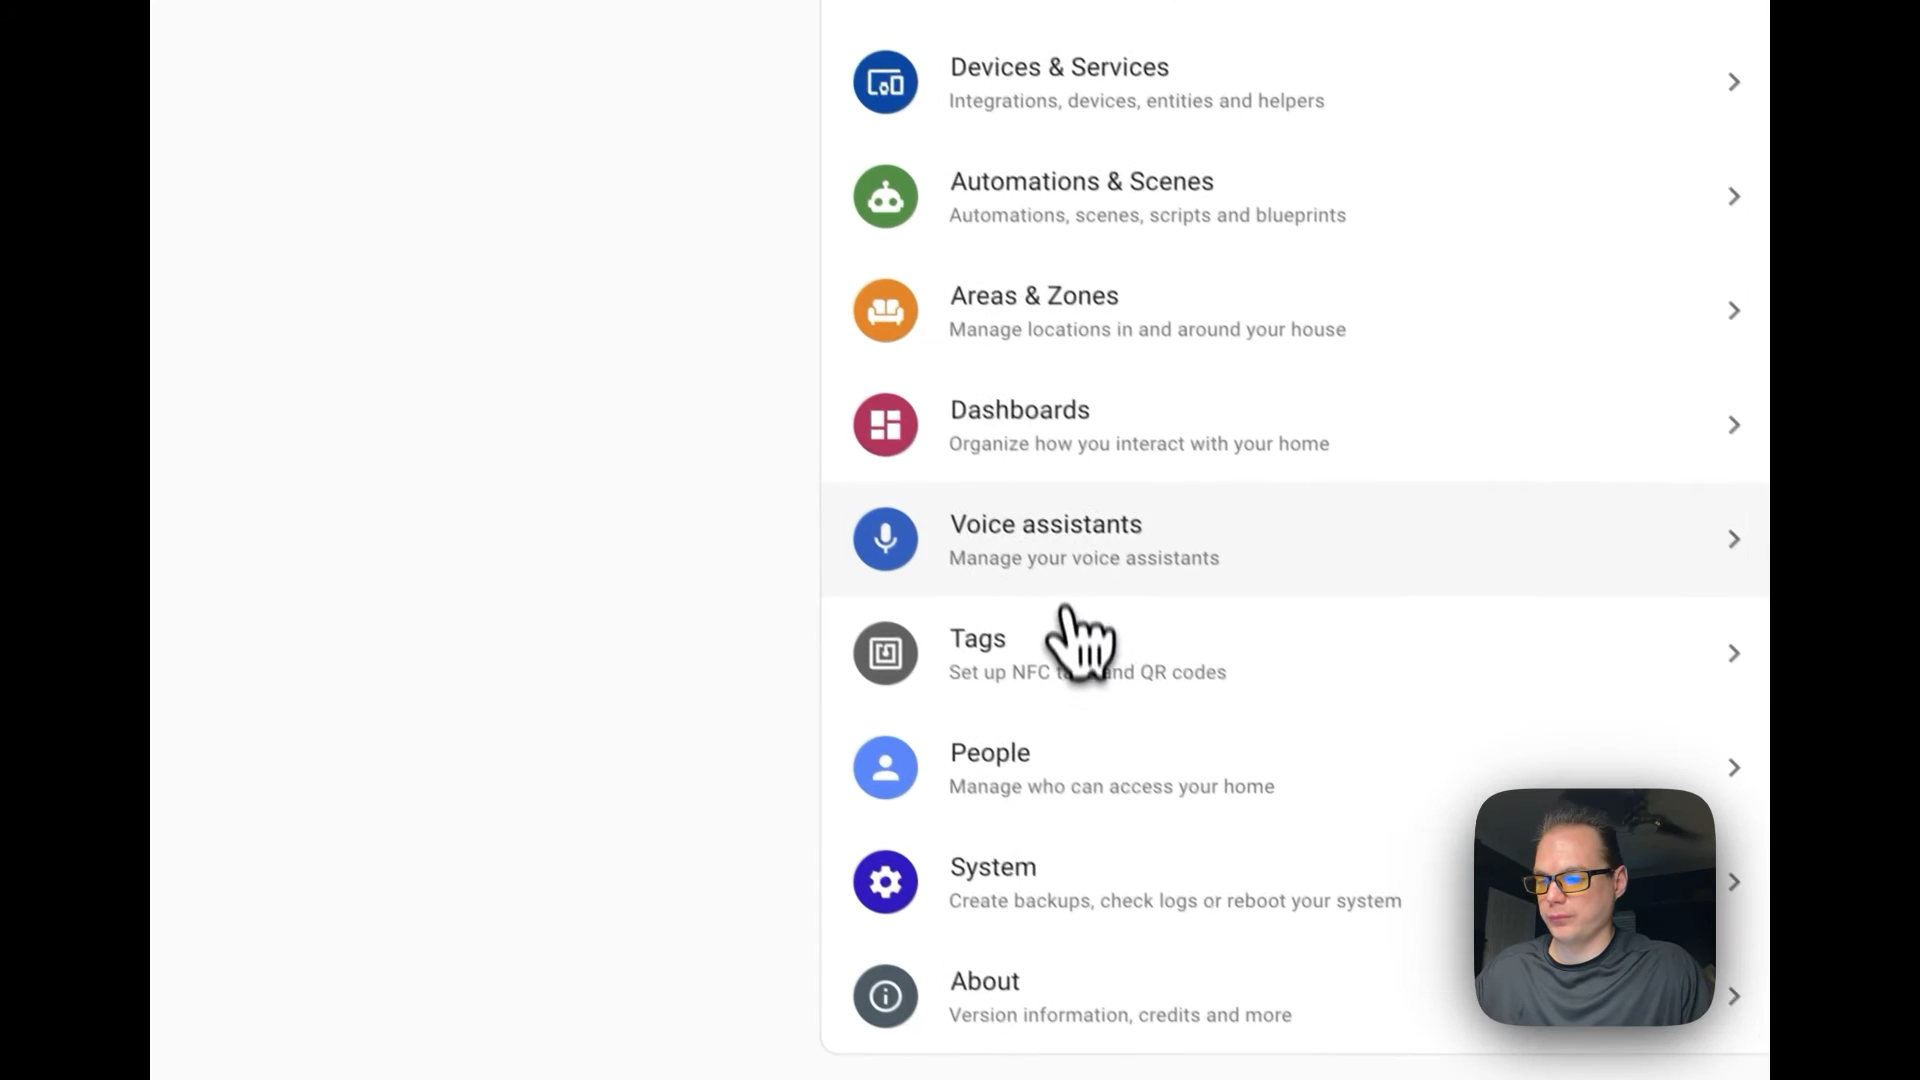 Devices & Services
Integrations, devices, entities and helpers
Automations & Scenes
Automations, scenes, scripts and blueprints
Areas & Zones
Manage locations in and around your house
Dashboards
Organize how you interact with your home
Voice assistants
Manage your voice assistants
Tags
Set up NFC and QR codes
People
Manage who can access your home
System
Create backups, check logs or reboot your system
About
Version information, credits and more